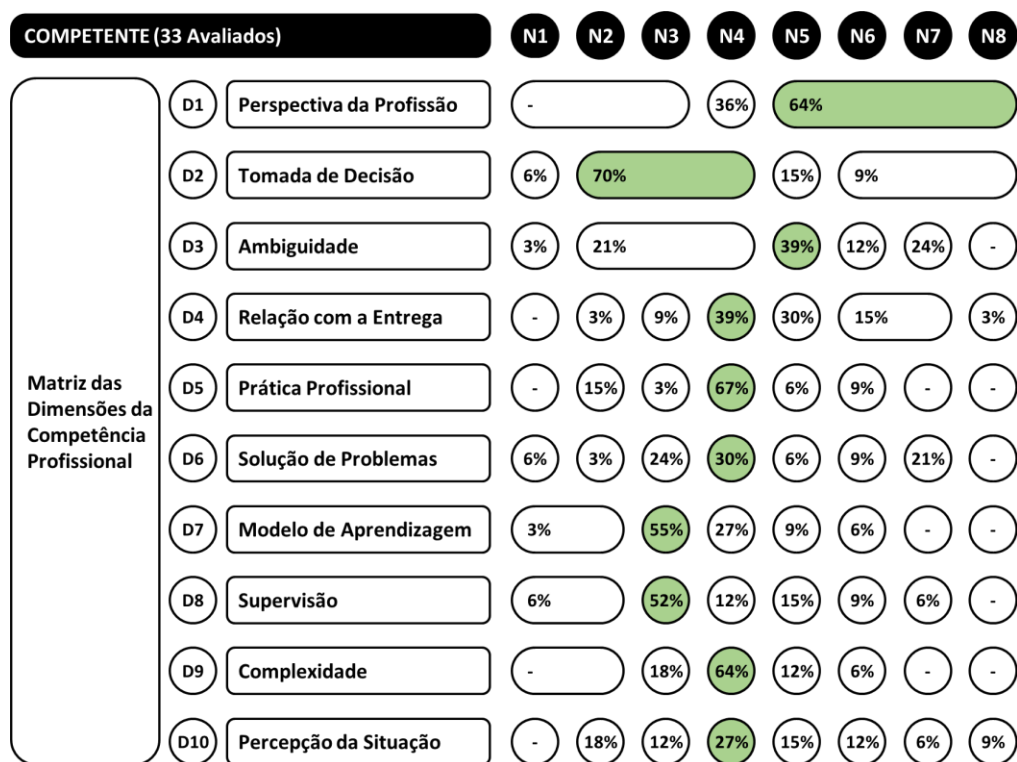 COMPETENTE (33 Avaliados) N1 N2 N3 N4 N5 N6 N7 N8
D1 Perspectiva da Profissão - 36% 64%
D2 Tomada de Decisão 6% 70% 15% 9%
D3 Ambiguidade 3% 21% 39% 12% 24% -
D4 Relação com a Entrega - 3% 9% 39% 30% 15% 3%
Matriz das
Dimensões da
Competência
Profissional
D5 Prática Profissional - 15% 3% 67% 6% 9% - -
D6 Solução de Problemas 6% 3% 24% 30% 6% 9% 21% -
D7 Modelo de Aprendizagem 3% 55% 27% 9% 6% - -
D8 Supervisão 6% 52% 12% 15% 9% 6% -
D9 Complexidade - 18% 64% 12% 6% - -
D10 Percepção da Situação - 18% 12% 27% 15% 12% 6% 9%